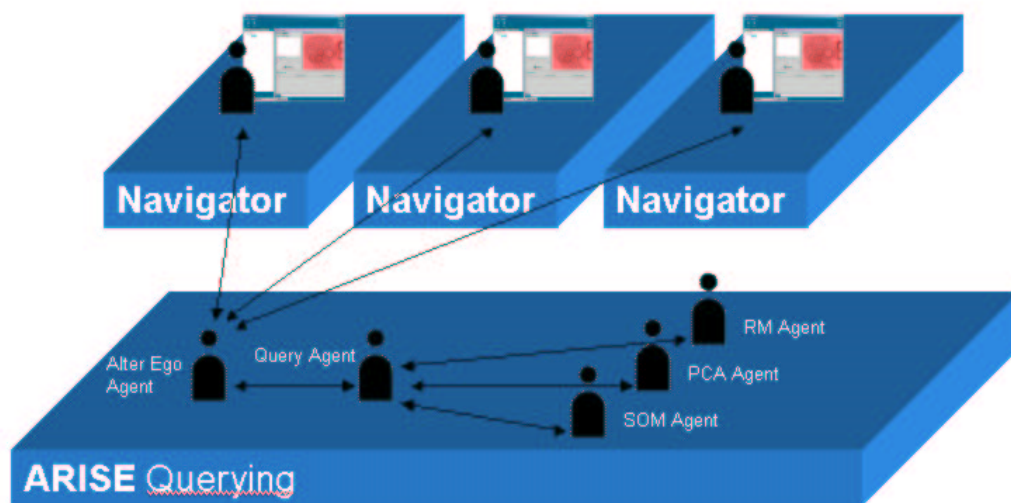 Navigator
Navigator
Navigator
RM Agent
Query Agent
Alter Ego
Agent
PCA Agent
SOM Agent
ARISE Querying